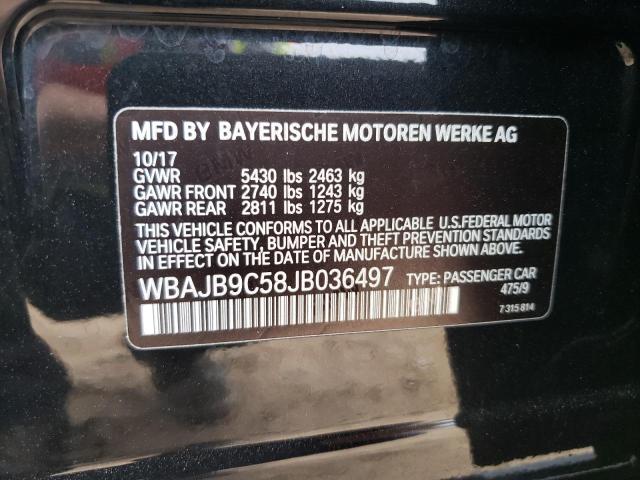 MFD BY BAYERISCHE MOTOREN WERKE AG
10/17
GVWR 5430 lbs 2463 kg
GAWR FRONT 2740 lbs 1243 kg
GAWR REAR 2811 lbs 1275 kg
THIS VEHICLE CONFORMS TO ALL APPLICABLE U.S.FEDERAL MOTOR
VEHICLE SAFETY, BUMPER AND THEFT PREVENTION STANDARDS
IN EFFECT ON THE DATE OF MANUFACTURE SHOWN ABOVE.
WBAJB9C58JB036497 TYPE: PASSENGER CAR
475/9
7 315 814